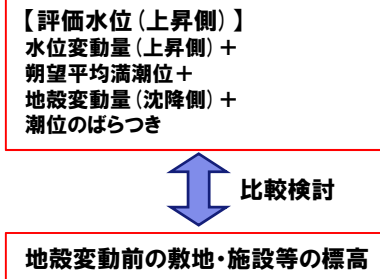 【評価水位(上昇側)】
水位変動量(上昇側)+
朔望平均満潮位+
地殻変動量(沈降側)+
潮位のばらつき
比較検討
地殻変動前の敷地・施設等の標高